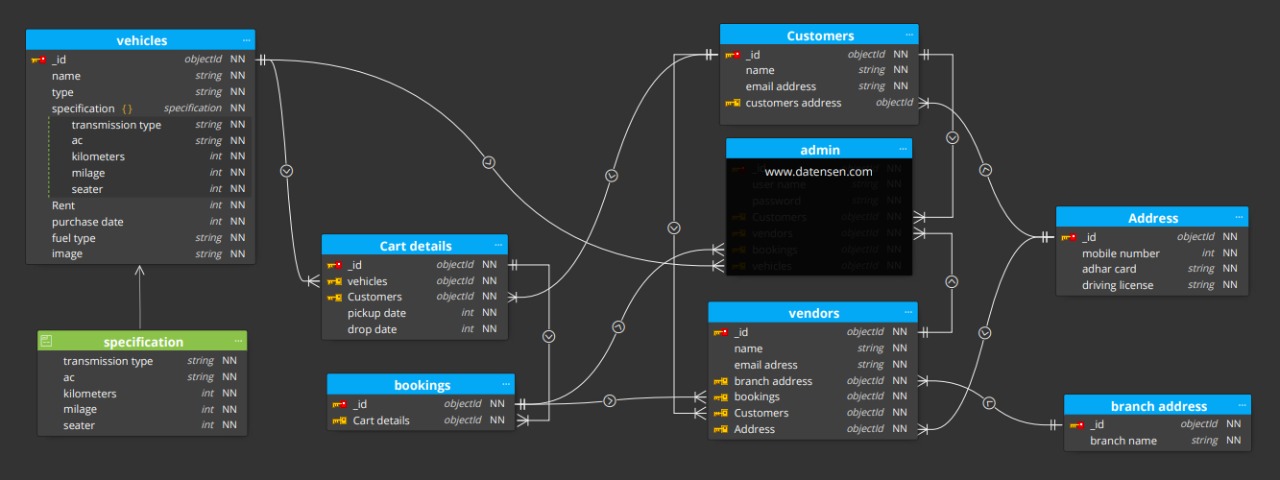 vehicles ...
_id objectId NN
name string NN
type string NN
specification {} specification NN
transmission type string NN
ac string NN
kilometers int NN
milage int NN
seater int NN
Rent int NN
purchase date int NN
fuel type string NN
image string NN
specification ...
transmission type string NN
ac string NN
kilometers int NN
milage int NN
seater int NN
Cart details ...
_id objectId NN
vehicles objectId NN
Customers objectId NN
pickup date int NN
drop date int NN
bookings ...
_id objectId NN
Cart details objectId NN
Customers ...
_id objectId NN
name string NN
email address string NN
customers address objectId
admin ...
www.datensen.com
_id objectId NN
user name string NN
password string NN
Customers objectId NN
vendors objectId NN
bookings objectId NN
vehicles objectId NN
vendors ...
_id objectId NN
name string NN
email adress string NN
branch address objectId NN
bookings objectId NN
Customers objectId NN
Address objectId NN
Address ...
_id objectId NN
mobile number int NN
adhar card string NN
driving license string NN
branch address ...
_id objectId NN
branch name string NN